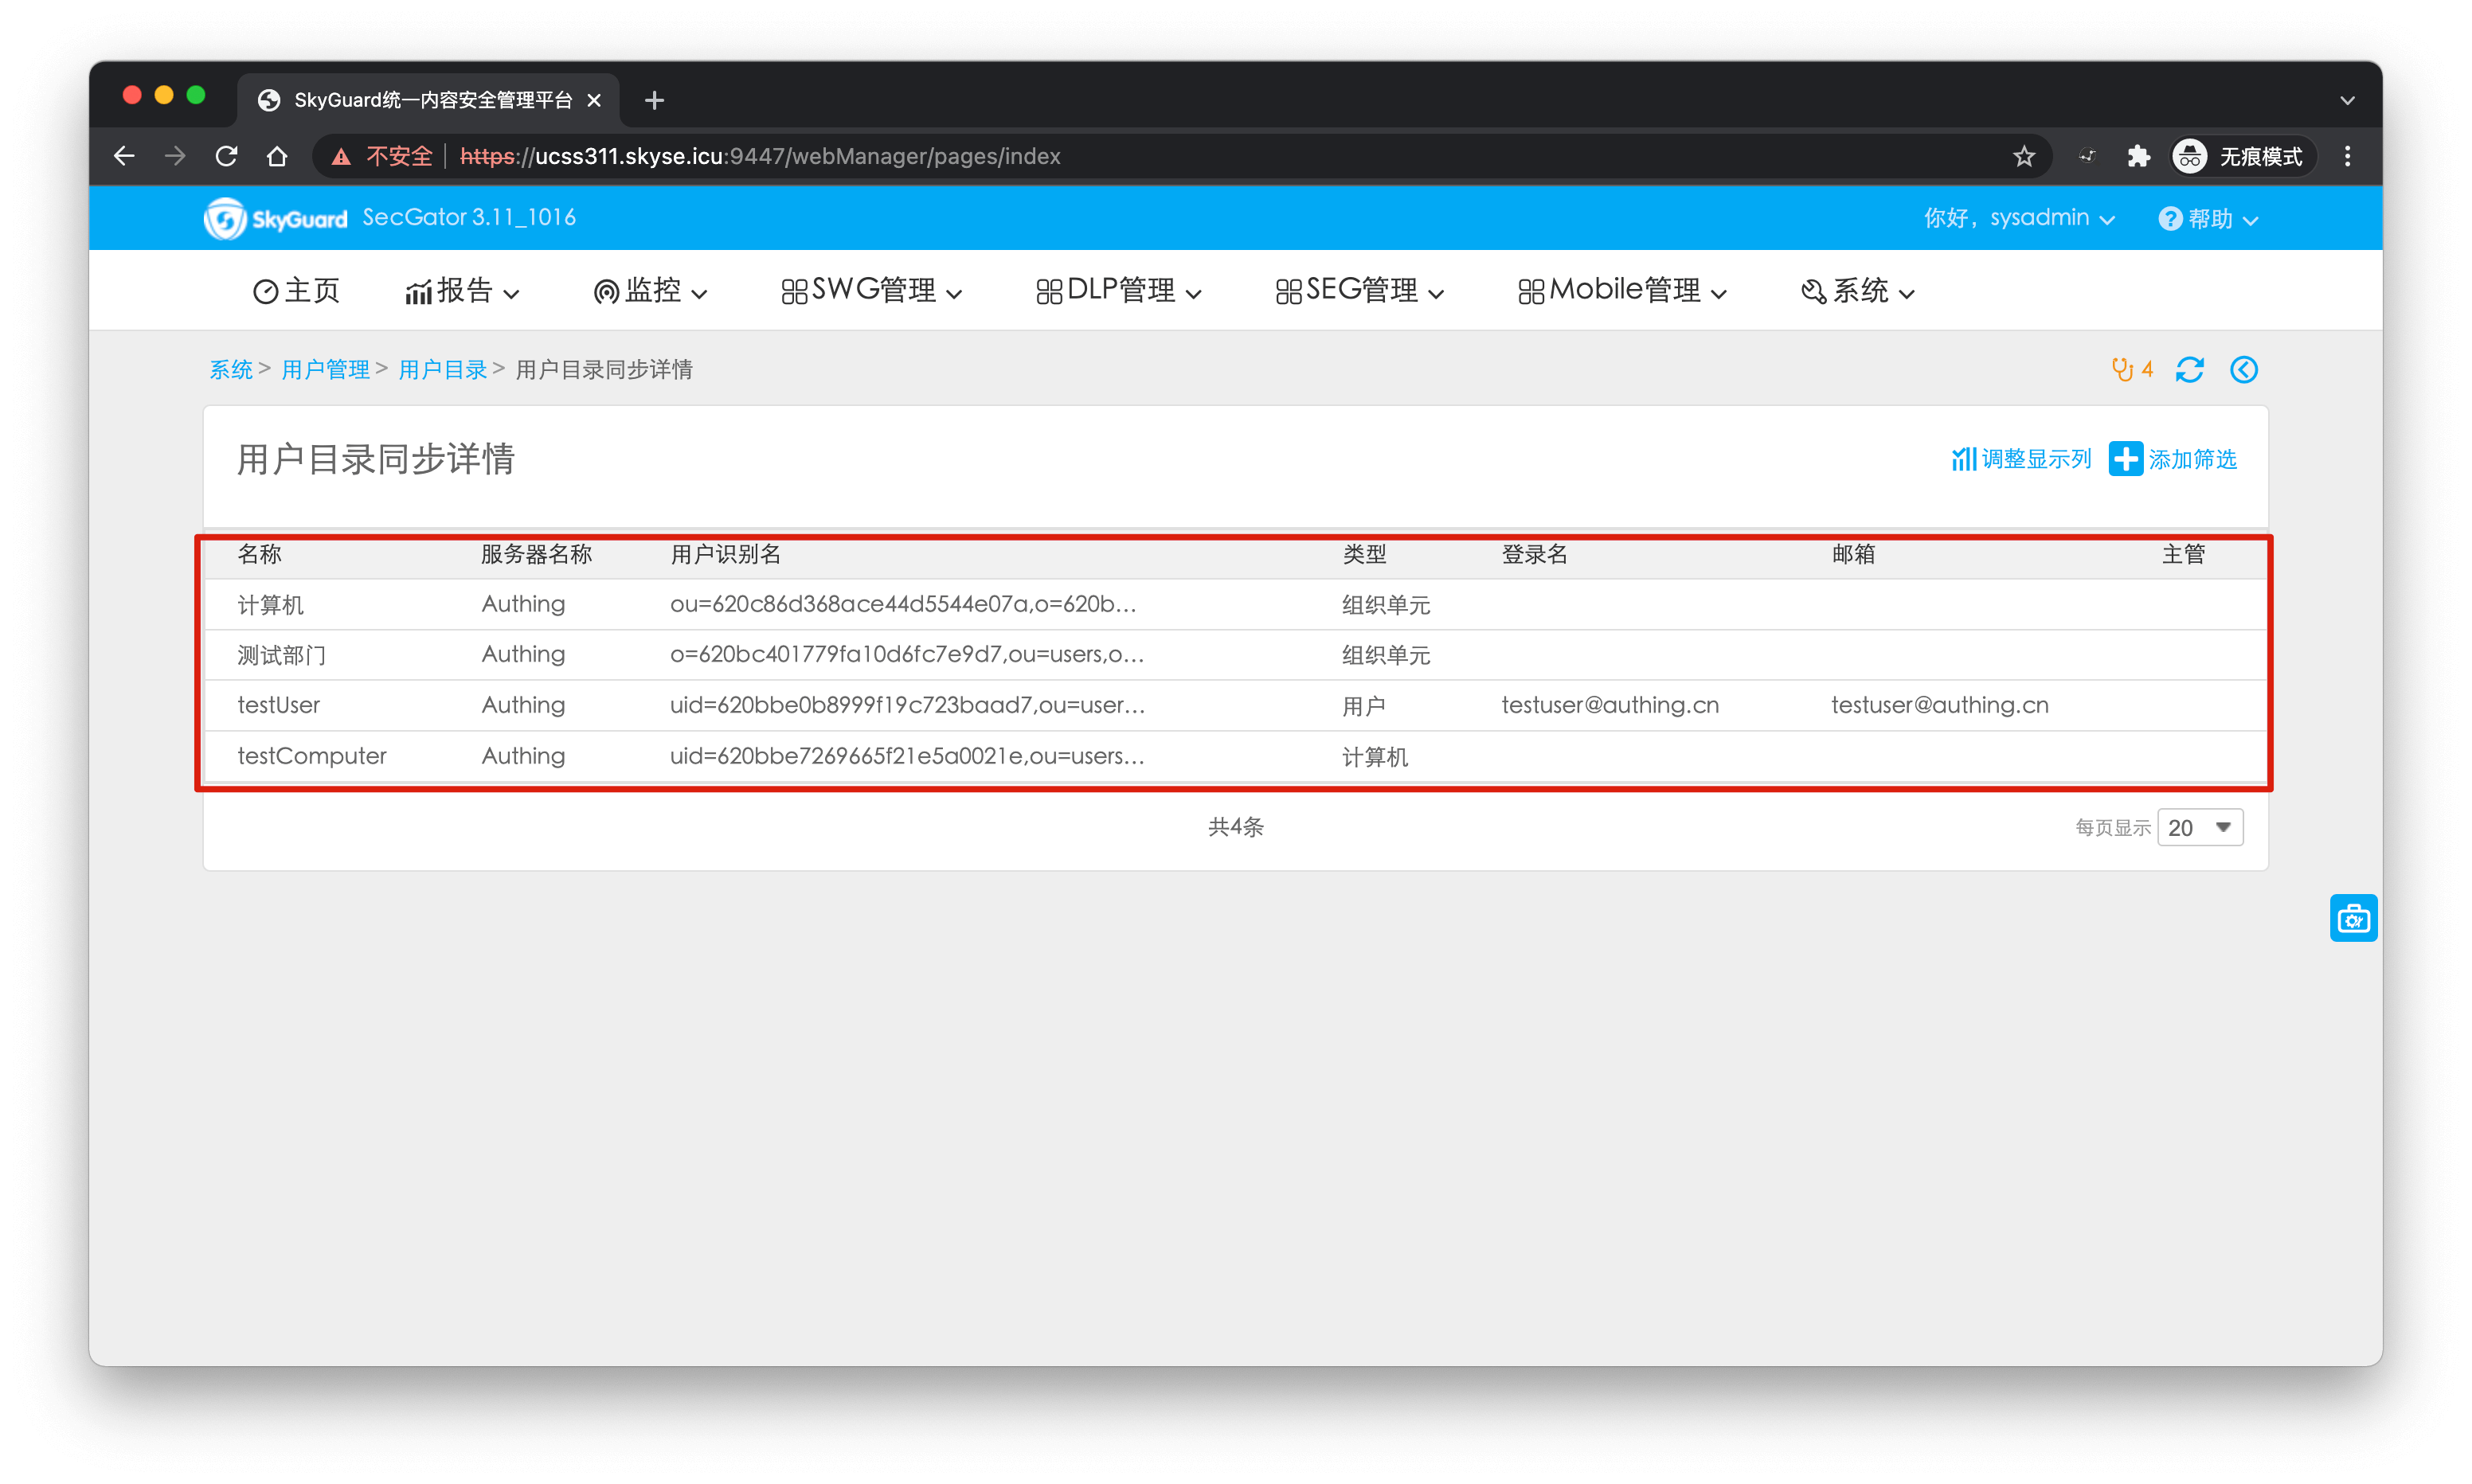 SkyGuard统一内容安全管理平台
不安全 https://ucss311.skyse.icu:9447/webManager/pages/index 无痕模式
SkyGuard SecGator 3.11_1016 你好，sysadmin 帮助
主页 报告 监控 SWG管理 DLP管理 SEG管理 Mobile管理 系统
系统> 用户管理> 用户目录> 用户目录同步详情 4
用户目录同步详情 调整显示列 添加筛选
名称 服务器名称 用户识别名 类型 登录名 邮箱 主管
计算机 Authing ou=620c86d368ace44d5544e07a,o=620b... 组织单元
测试部门 Authing o=620bc401779fa10d6fc7e9d7,ou=users,o... 组织单元
testUser Authing uid=620bbe0b8999f19c723baad7,ou=user... 用户 testuser@authing.cn testuser@authing.cn
testComputer Authing uid=620bbe7269665f21e5a0021e,ou=users... 计算机
共4条 每页显示 20